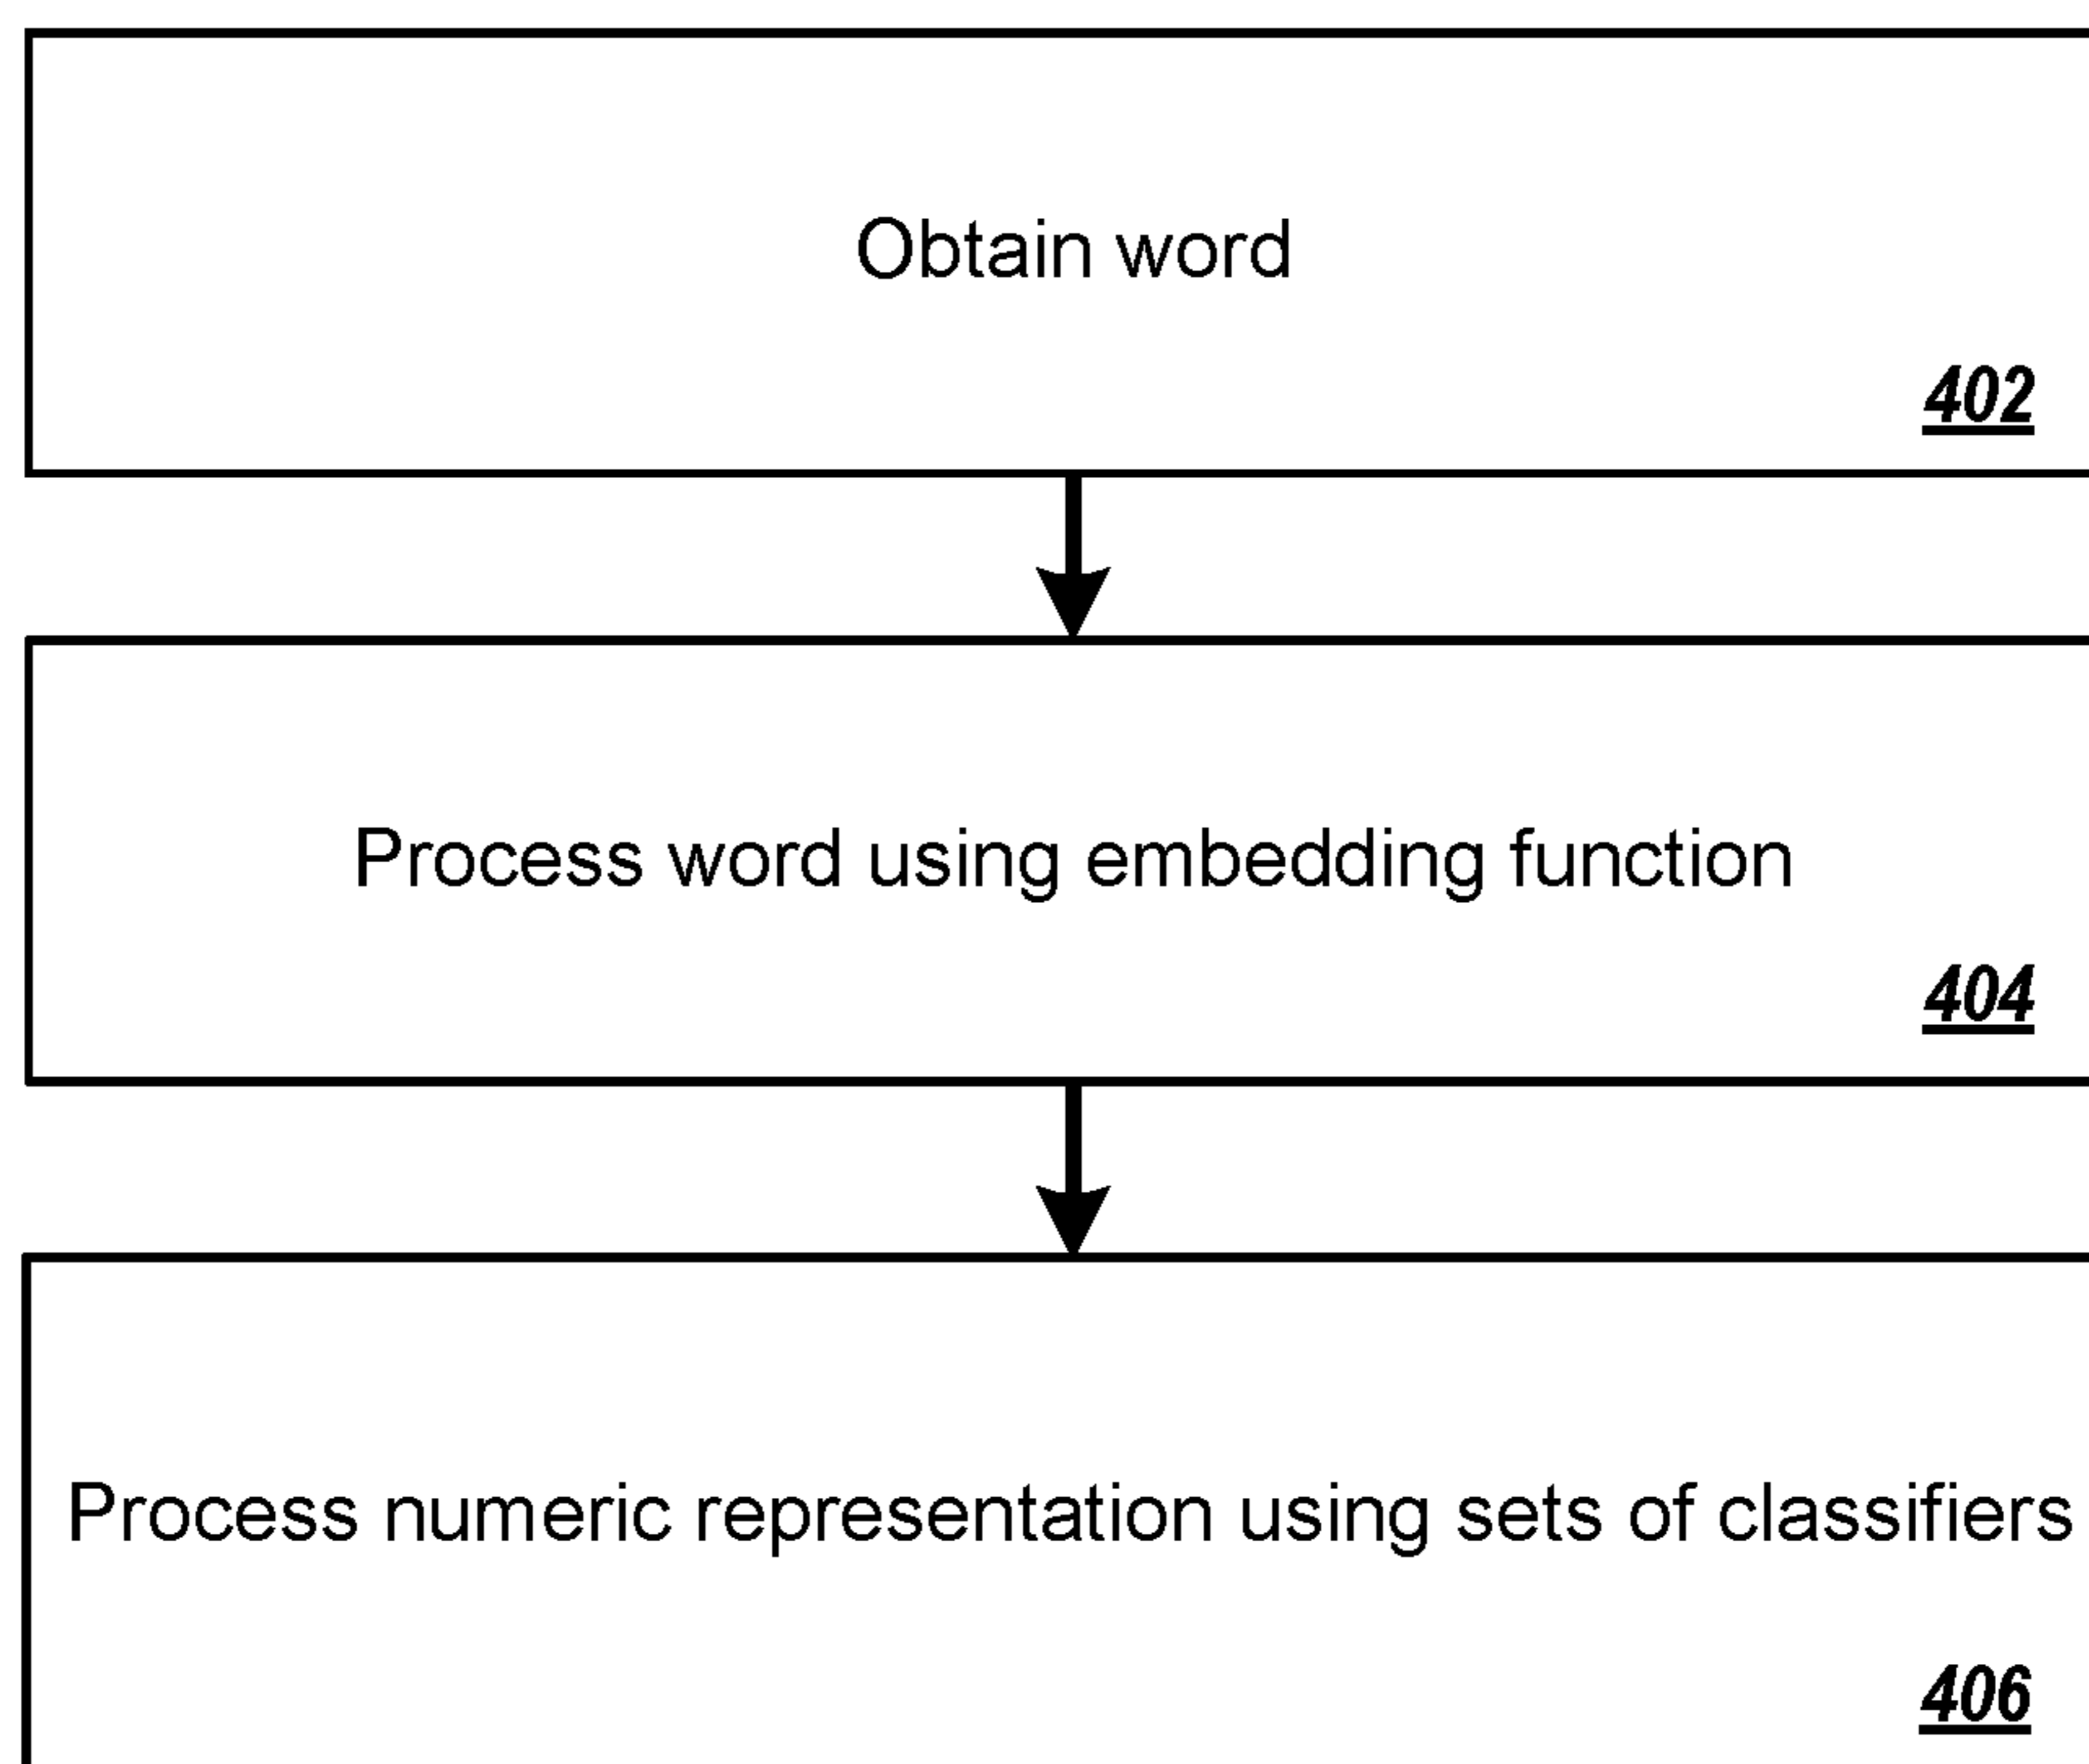 Obtain word
402
Process word using embedding function
404
Process numeric representation using sets of classifiers
406